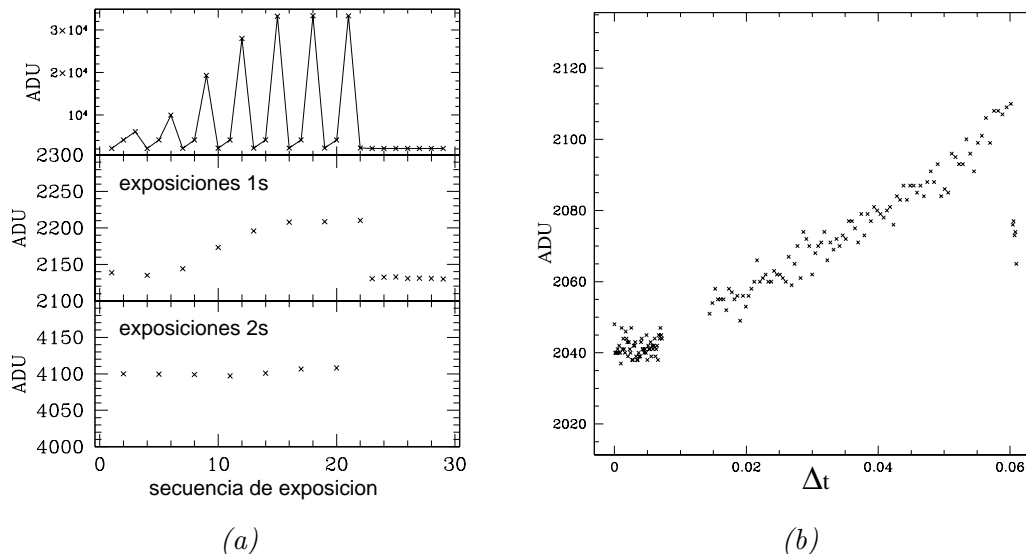 3×10⁴
2×10⁴
10⁴
ADU
2300
exposiciones 1s
2250
2200
2150
2100
ADU
exposiciones 2s
4150
4100
4050
4000
ADU
0 10 20 30
secuencia de exposicion
(a)
2120
2100
2080
2060
2040
2020
ADU
0 0.02 0.04 0.06
Δt
(b)